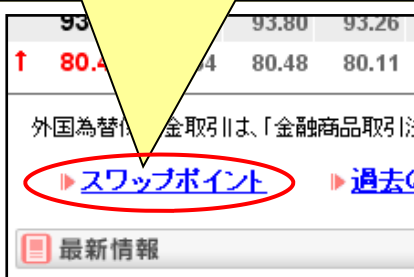 93 93.80 93.26
↑ 80.4 4 80.48 80.11
外国為替 金取引は、「金融商品取引
スワップポイント 過去
最新情報